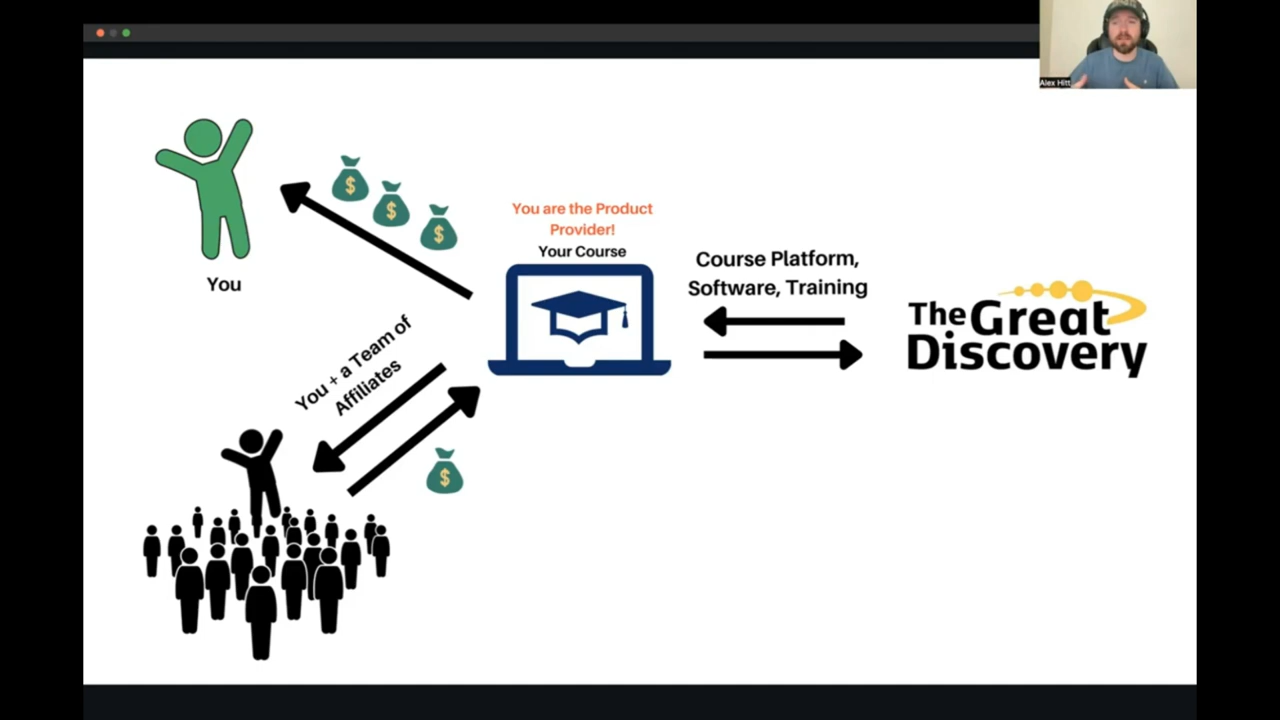 Alex Hitt
You are the Product
Provider!
Your Course
Course Platform,
Software, Training
The Great
Discovery
You
You + a Team of
Affiliates
$
$
$
$